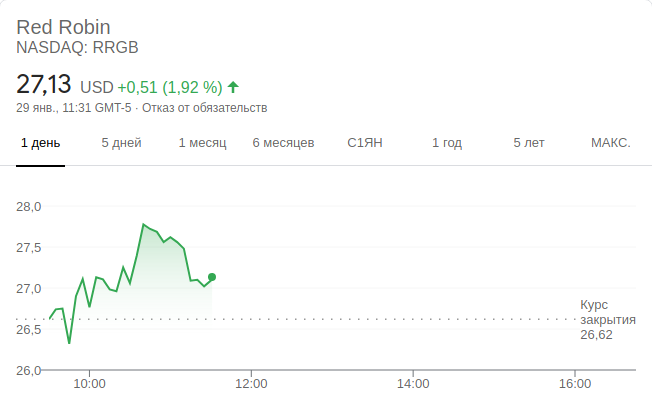 Red Robin
NASDAQ: RRGB
27,13 USD +0,51 (1,92 %)
29 янв., 11:31 GMT-5 · Отказ от обязательств
1 день 5 дней 1 месяц 6 месяцев С1ЯН 1 год 5 лет МАКС.
28,0
27,5
27,0
Курс
закрытия
26,62
26,5
26,0
10:00 12:00 14:00 16:00